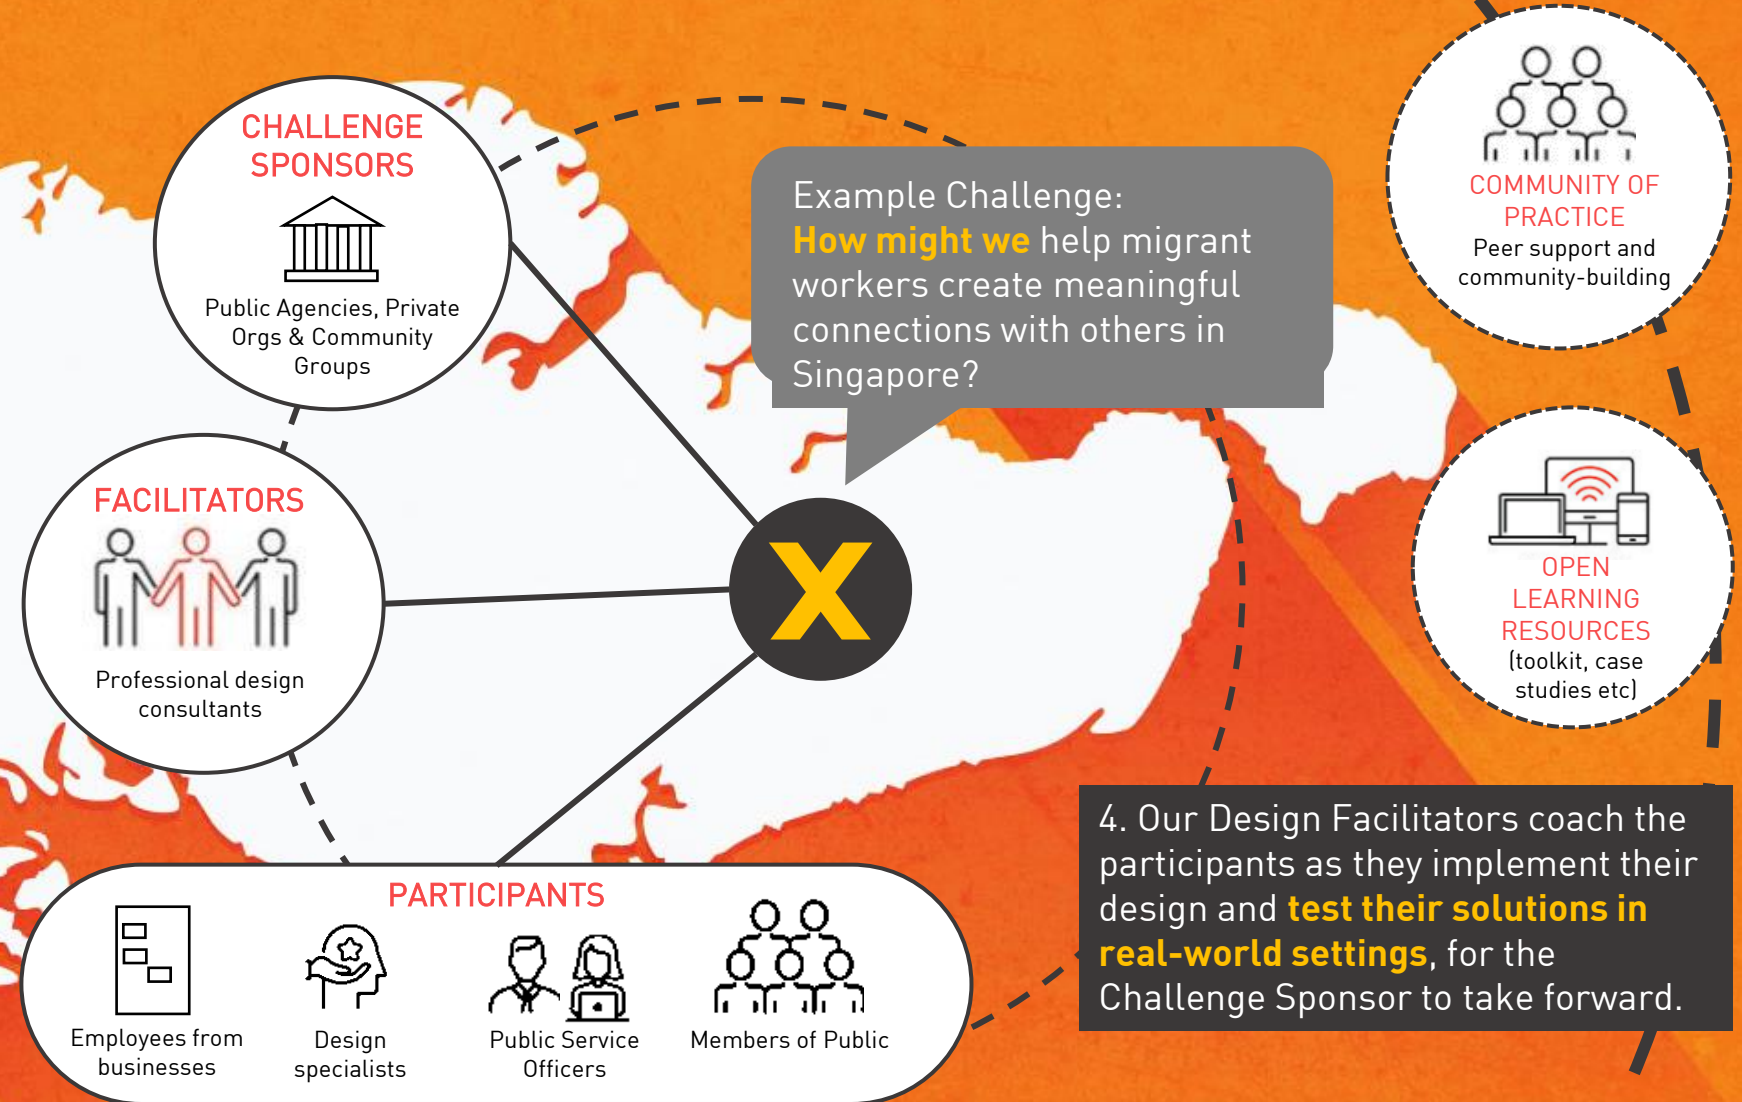 CHALLENGE
SPONSORS
Public Agencies, Private
Orgs & Community
Groups
Example Challenge:
How might we help migrant
workers create meaningful
connections with others in
Singapore?
COMMUNITY OF
PRACTICE
Peer support and
community-building
FACILITATORS
Professional design
consultants
X
OPEN
LEARNING
RESOURCES
(toolkit, case
studies etc)
4. Our Design Facilitators coach the
participants as they implement their
design and test their solutions in
real-world settings, for the
Challenge Sponsor to take forward.
PARTICIPANTS
Employees from
businesses
Design
specialists
Public Service
Officers
Members of Public